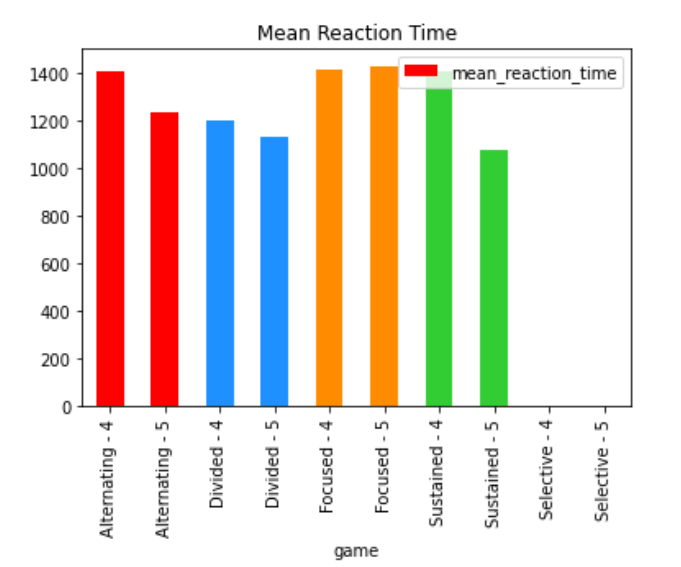 Mean Reaction Time
mean_reaction_time
1400
1200
1000
800
600
400
200
0
Alternating - 4
Alternating - 5
Divided - 4
Divided - 5
Focused - 4
Focused - 5
Sustained - 4
Sustained - 5
Selective - 4
Selective - 5
game